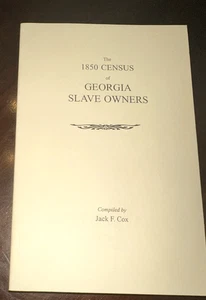 The
1850 CENSUS
of
GEORGIA
SLAVE OWNERS
Compiled by
Jack F. Cox